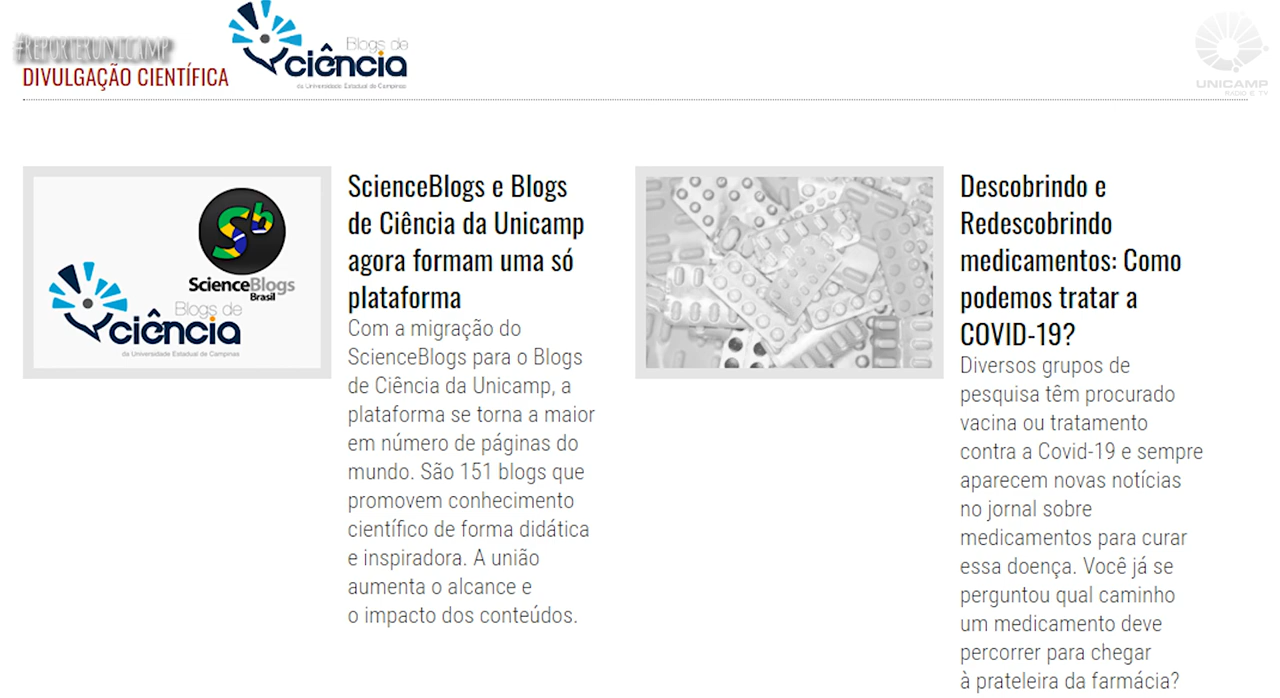 #REPORTERUNICAMP
DIVULGAÇÃO CIENTÍFICA
Blogs de
ciência
da Universidade Estadual de Campinas
UNICAMP
RADIO E TV
Sb
ScienceBlogs
Brasil
Blogs de
ciência
da Universidade Estadual de Campinas
ScienceBlogs e Blogs
de Ciência da Unicamp
agora formam uma só
plataforma
Com a migração do
ScienceBlogs para o Blogs
de Ciência da Unicamp, a
plataforma se torna a maior
em número de páginas do
mundo. São 151 blogs que
promovem conhecimento
científico de forma didática
e inspiradora. A união
aumenta o alcance e
o impacto dos conteúdos.
Descobrindo e
Redescobrindo
medicamentos: Como
podemos tratar a
COVID-19?
Diversos grupos de
pesquisa têm procurado
vacina ou tratamento
contra a Covid-19 e sempre
aparecem novas notícias
no jornal sobre
medicamentos para curar
essa doença. Você já se
perguntou qual caminho
um medicamento deve
percorrer para chegar
à prateleira da farmácia?